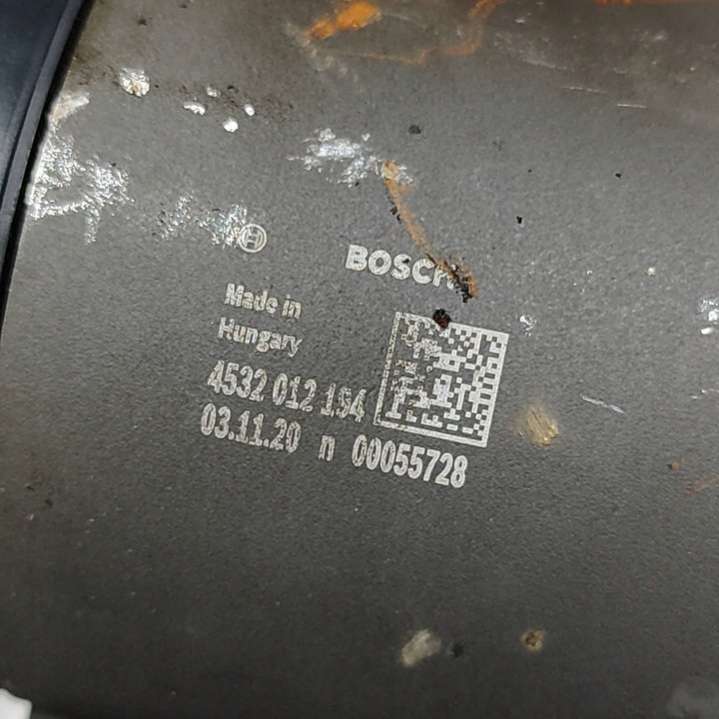 BOSCH
Made in
Hungary
4532 012 194
03.11.20 n 00055728